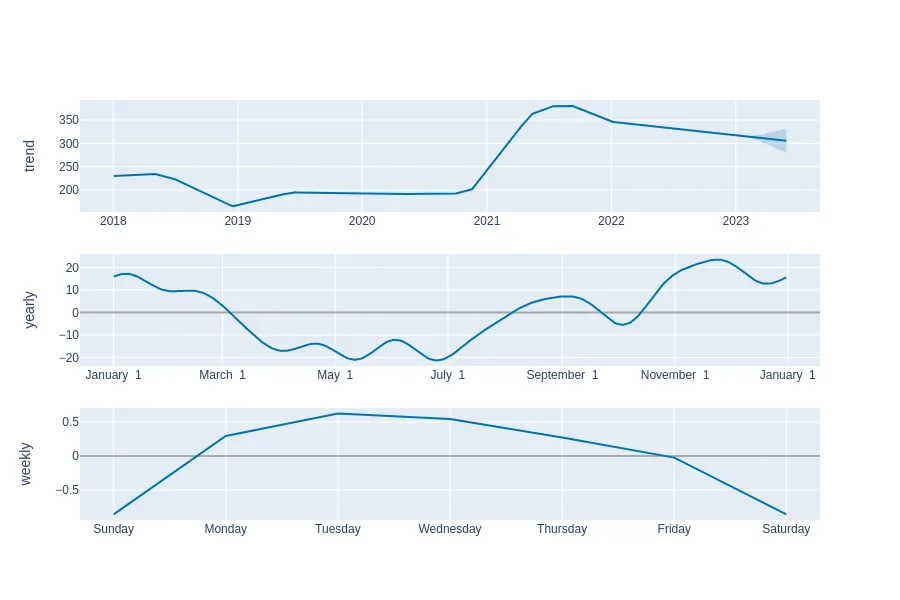 trend
350
300
250
200
2018 2019 2020 2021 2022 2023
yearly
20
10
0
−10
−20
January 1 March 1 May 1 July 1 September 1 November 1 January 1
weekly
0.5
0
−0.5
Sunday Monday Tuesday Wednesday Thursday Friday Saturday